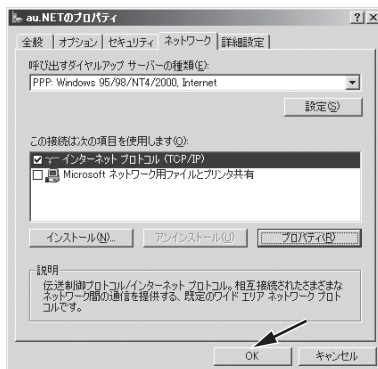 au.NETのプロパティ
全般 オプション セキュリティ ネットワーク 詳細設定
呼び出すダイヤルアップ サーバーの種類(E):
PPP: Windows 95/98/NT4/2000, Internet
設定(S)
この接続は次の項目を使用します(O):
インターネット プロトコル (TCP/IP)
Microsoft ネットワーク用ファイルとプリンタ共有
インストール(N)... アンインストール(U) プロパティ(R)
説明
伝送制御プロトコル/インターネット プロトコル。相互接続されたさまざまな
ネットワーク間の通信を提供する、既定のワイド エリア ネットワーク プロト
コルです。
OK キャンセル